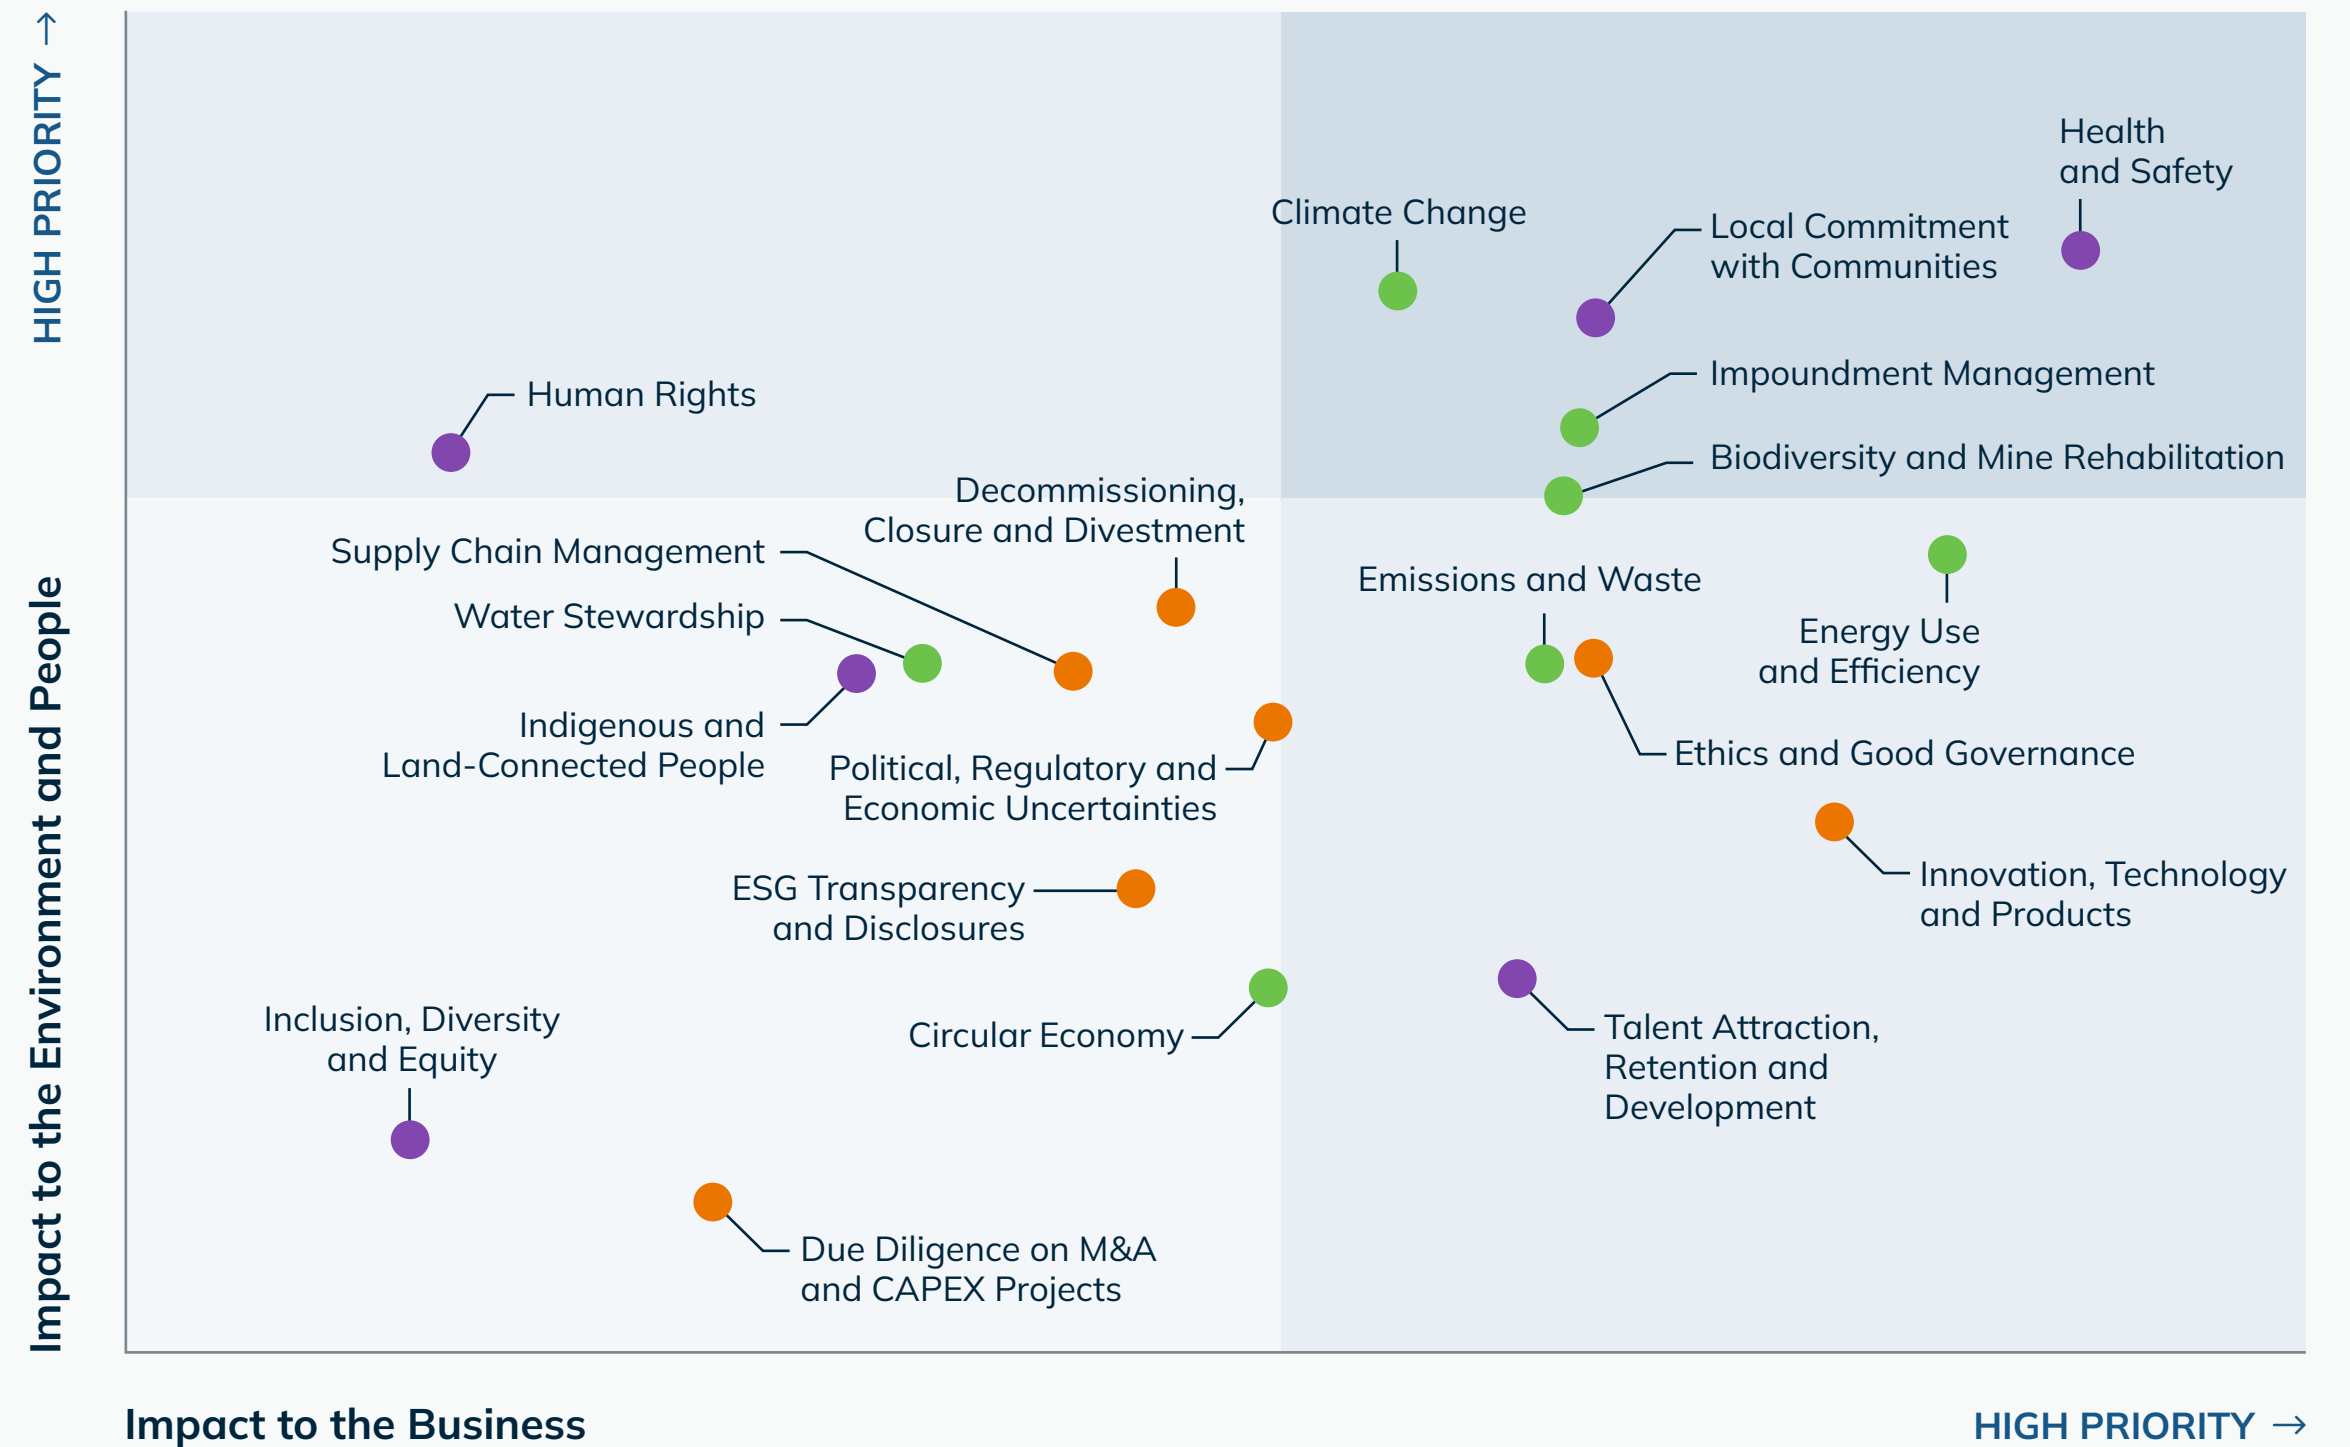 HIGH PRIORITY →
Impact to the Environment and People
Health
and Safety
Climate Change
Local Commitment
with Communities
Impoundment Management
Human Rights
Biodiversity and Mine Rehabilitation
Decommissioning,
Closure and Divestment
Supply Chain Management
Water Stewardship
Emissions and Waste
Energy Use
and Efficiency
Indigenous and
Land-Connected People
Political, Regulatory and
Economic Uncertainties
Ethics and Good Governance
ESG Transparency
and Disclosures
Innovation, Technology
and Products
Inclusion, Diversity
and Equity
Circular Economy
Talent Attraction,
Retention and
Development
Due Diligence on M&A
and CAPEX Projects
Impact to the Business
HIGH PRIORITY →